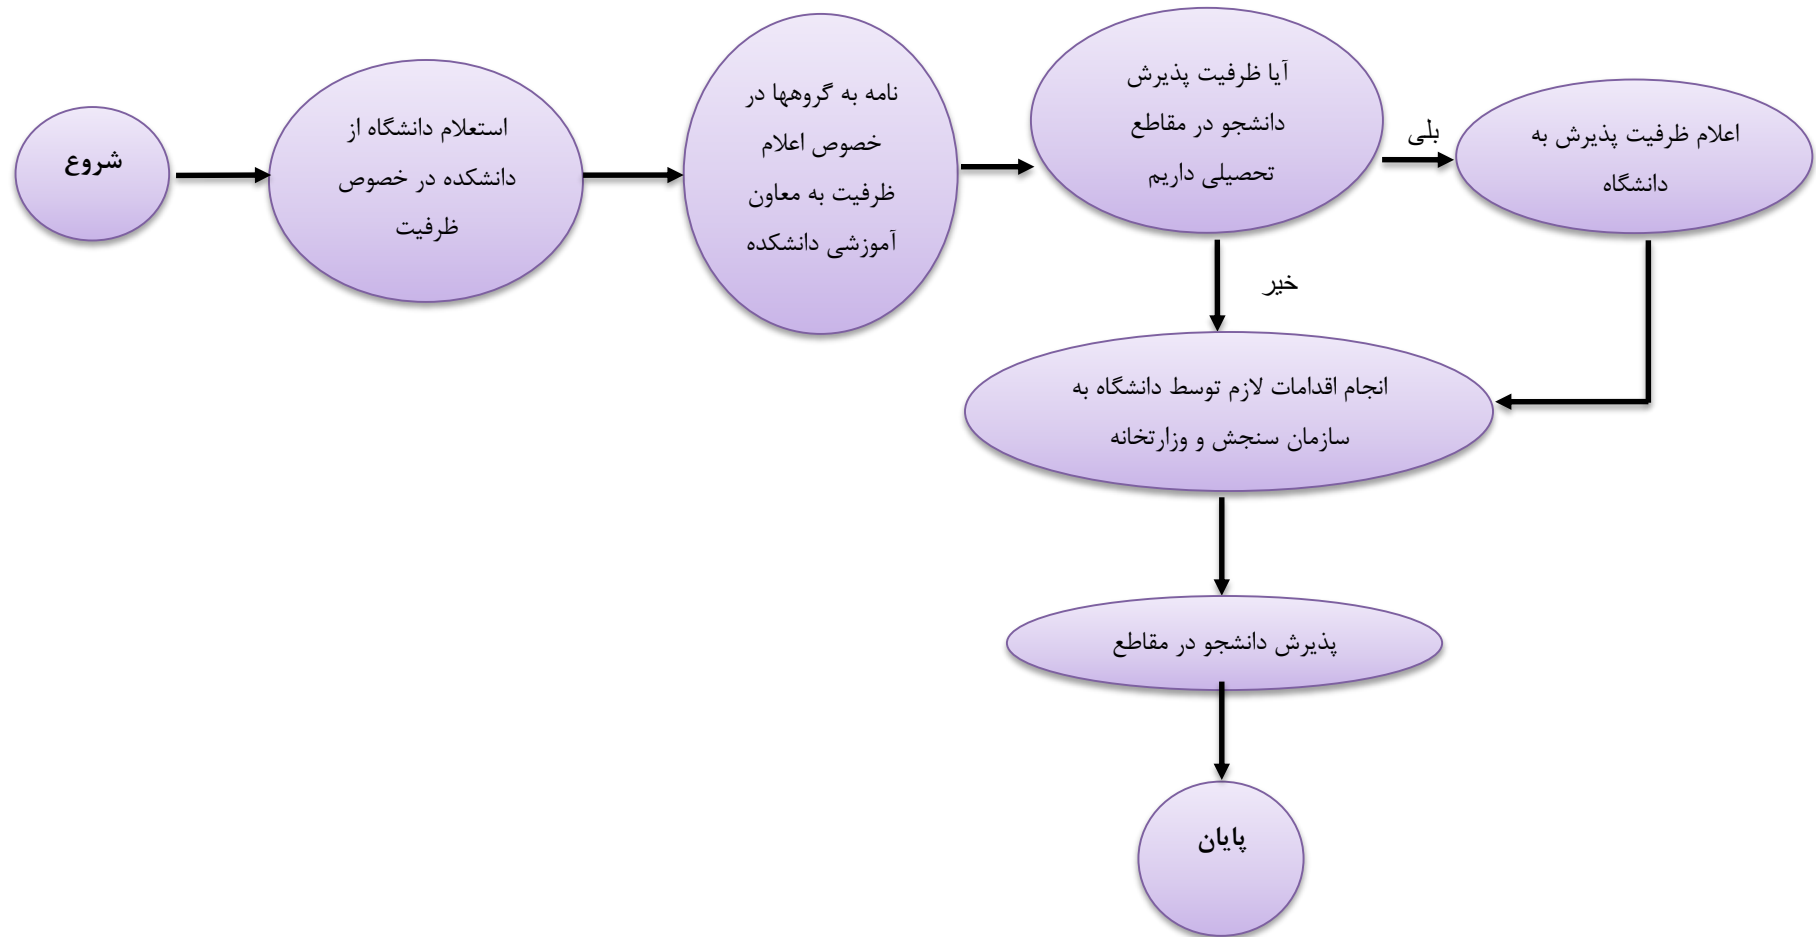 شروع
استعلام دانشگاه از
دانشکده در خصوص
ظرفیت
نامه به گروهها در
خصوص اعلام
ظرفیت به معاون
آموزشی دانشکده
آیا ظرفیت پذیرش
دانشجو در مقاطع
تحصیلی داریم
بلی
اعلام ظرفیت پذیرش به
دانشگاه
خیر
انجام اقدامات لازم توسط دانشگاه به
سازمان سنجش و وزارتخانه
پذیرش دانشجو در مقاطع
پایان